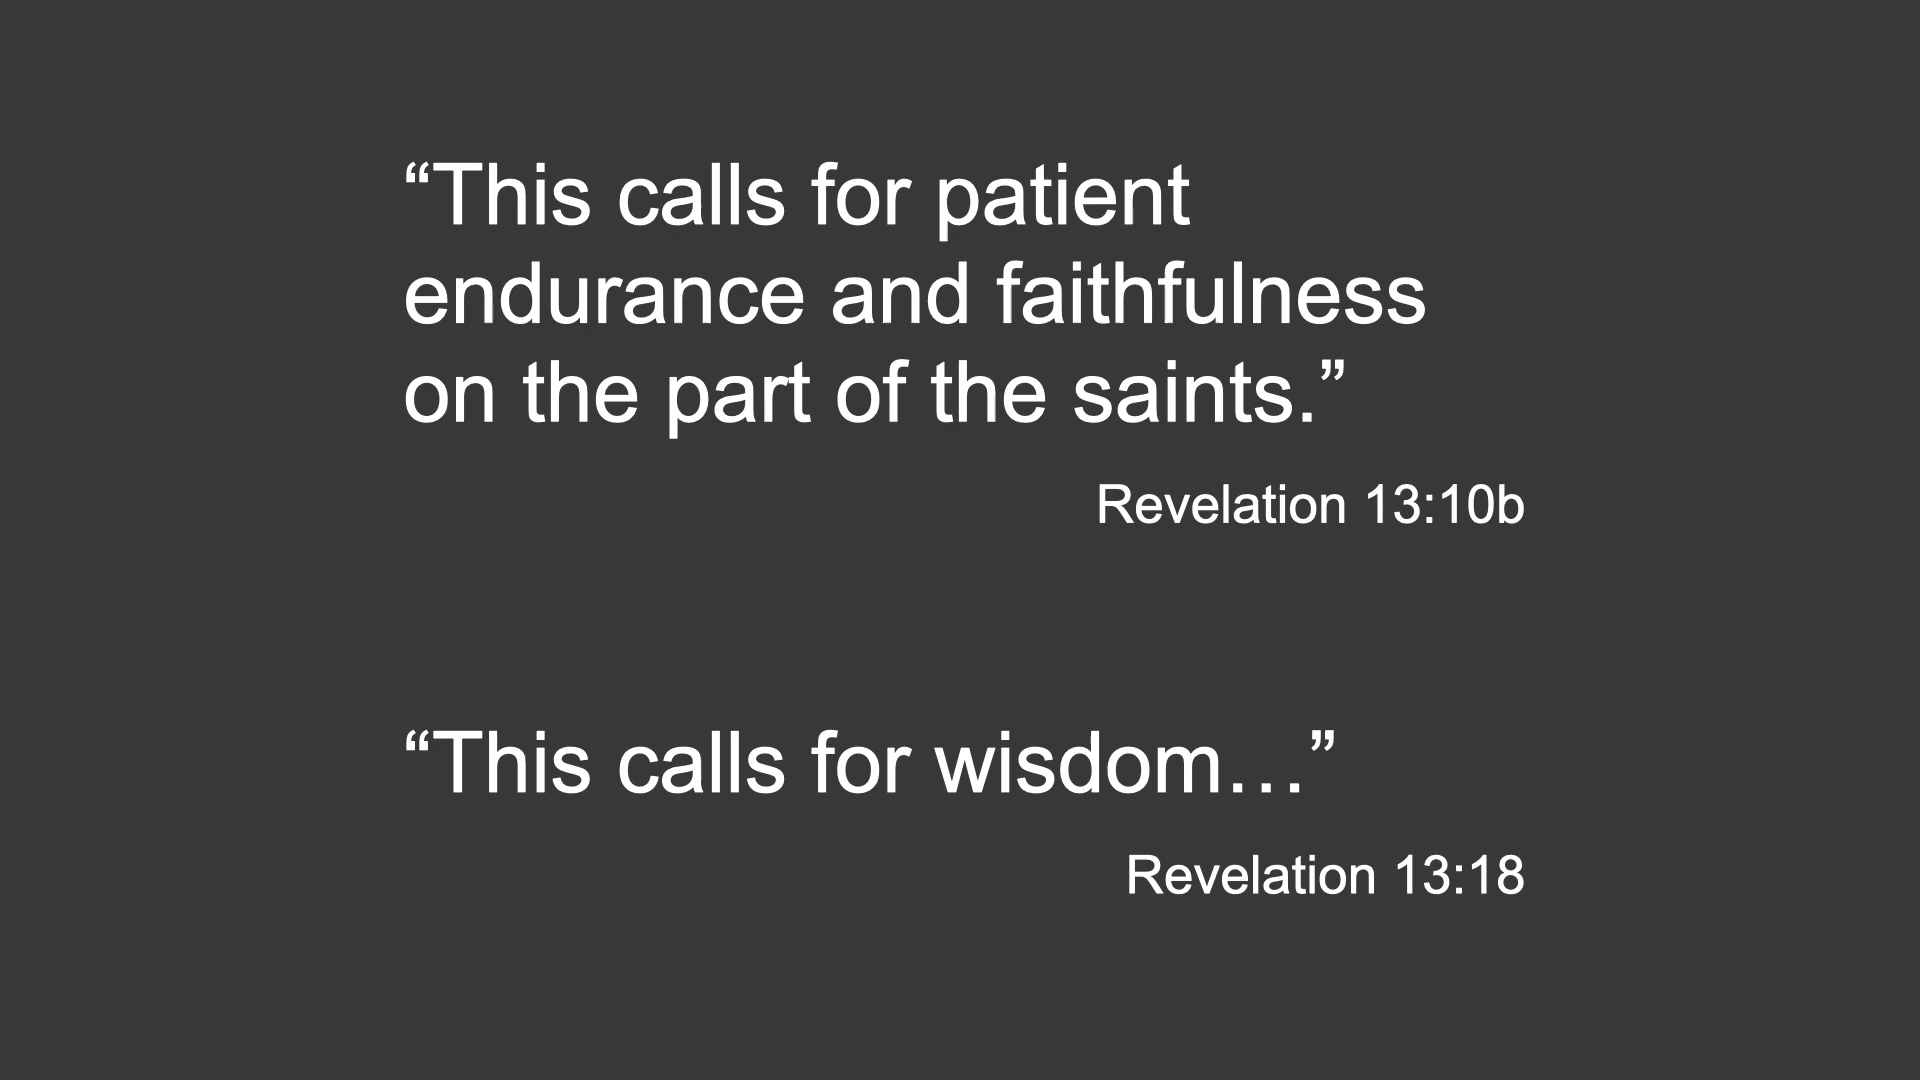 “This calls for patient
endurance and faithfulness
on the part of the saints.”
Revelation 13:10b
“This calls for wisdom…”
Revelation 13:18